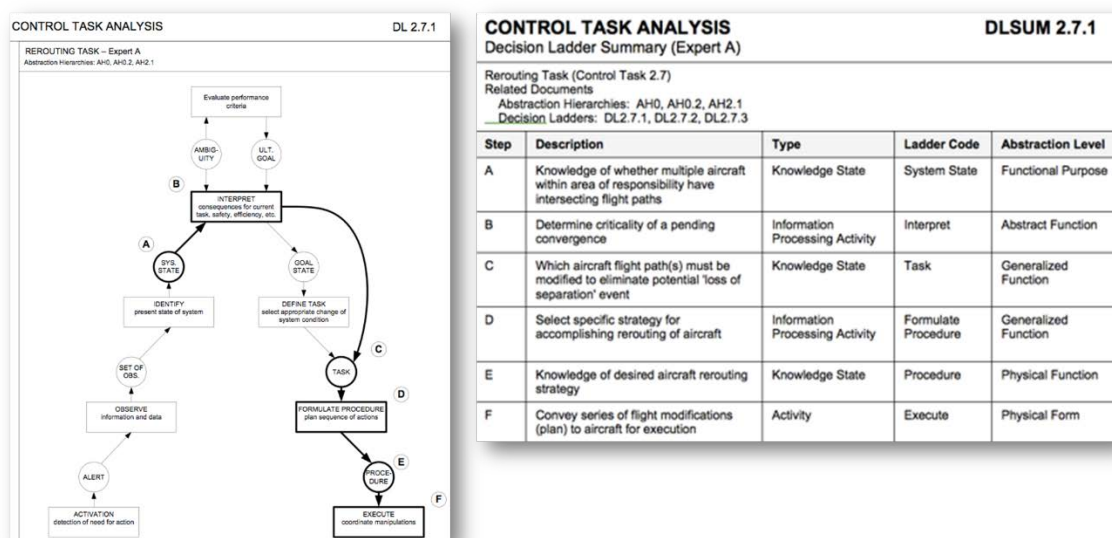 CONTROL TASK ANALYSIS DL 2.7.1
REROUTING TASK – Expert A
Abstraction Hierarchies: AH0, AH0.2, AH2.1
Evaluate performance
criteria
AMBIG-
UITY
ULT.
GOAL
B
INTERPRET
consequences for current
task, safety, efficiency, etc.
A
SYS.
STATE
GOAL
STATE
IDENTIFY
present state of system
DEFINE TASK
select appropriate change of
system condition
C
SET OF
OBS.
TASK
D
OBSERVE
information and data
FORMULATE PROCEDURE
plan sequence of actions
E
ALERT
PROCE-
DURE
F
ACTIVATION
detection of need for action
EXECUTE
coordinate manipulations
CONTROL TASK ANALYSIS DLSUM 2.7.1
Decision Ladder Summary (Expert A)
Rerouting Task (Control Task 2.7)
Related Documents
Abstraction Hierarchies: AH0, AH0.2, AH2.1
Decision Ladders: DL2.7.1, DL2.7.2, DL2.7.3
Step Description Type Ladder Code Abstraction Level
A Knowledge of whether multiple aircraft Knowledge State System State Functional Purpose
within area of responsibility have
intersecting flight paths
B Determine criticality of a pending Information Interpret Abstract Function
convergence Processing Activity
C Which aircraft flight path(s) must be Knowledge State Task Generalized
modified to eliminate potential 'loss of Function
separation' event
D Select specific strategy for Information Formulate Generalized
accomplishing rerouting of aircraft Processing Activity Procedure Function
E Knowledge of desired aircraft rerouting Knowledge State Procedure Physical Function
strategy
F Convey series of flight modifications Activity Execute Physical Form
(plan) to aircraft for execution